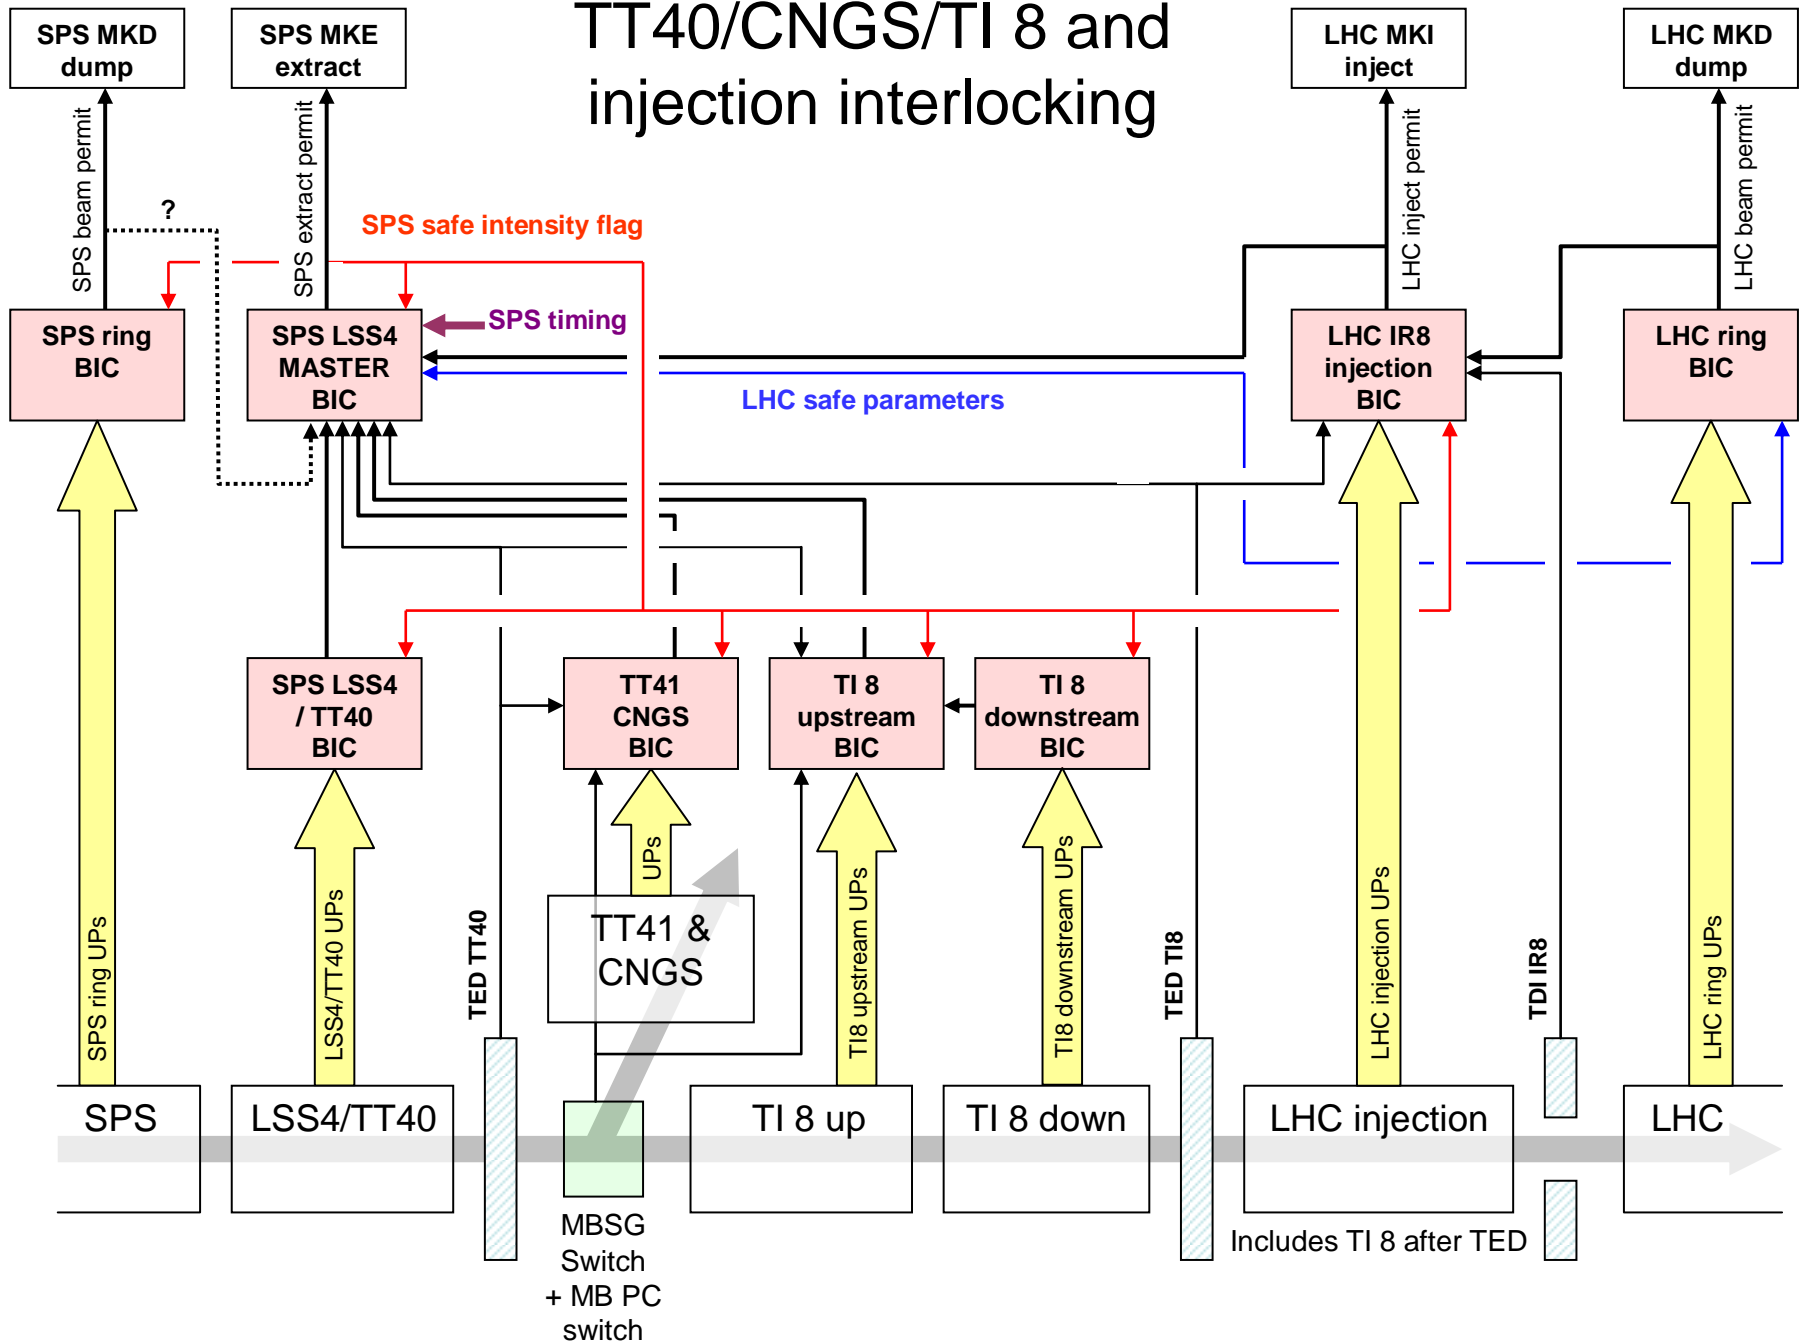 TT40/CNGS/TI 8 and
injection interlocking
SPS MKD
dump
SPS MKE
extract
LHC MKI
inject
LHC MKD
dump
SPS beam permit
?
SPS extract permit
SPS safe intensity flag
LHC inject permit
LHC beam permit
SPS ring
BIC
SPS LSS4
MASTER
BIC
SPS timing
LHC safe parameters
LHC IR8
injection
BIC
LHC ring
BIC
SPS LSS4
/ TT40
BIC
TT41
CNGS
BIC
TI 8
upstream
BIC
TI 8
downstream
BIC
SPS ring UPs
LSS4/TT40 UPs
TED TT40
UPs
TT41 &
CNGS
TI8 upstream UPs
TI8 downstream UPs
TED TI8
LHC injection UPs
TDI IR8
LHC ring UPs
SPS
LSS4/TT40
TI 8 up
TI 8 down
LHC injection
LHC
MBSG
Switch
+ MB PC
switch
Includes TI 8 after TED